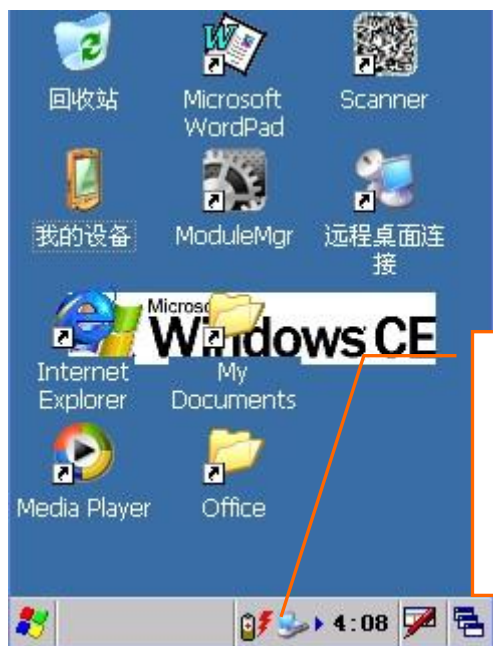 回收站
Microsoft
WordPad
Scanner
我的设备
ModuleMgr
远程桌面连
接
Microso
Windows CE
Internet
Explorer
My
Documents
Media Player
Office
4:08